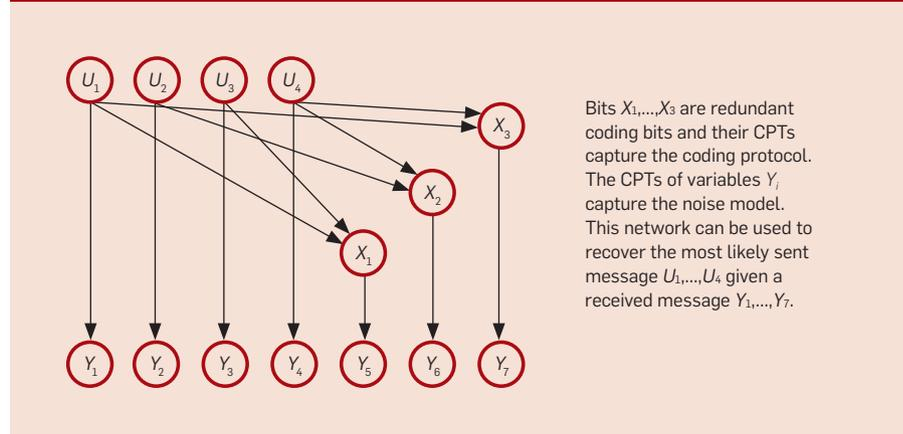 U1 U2 U3 U4
X3
X2
X1
Y1 Y2 Y3 Y4 Y5 Y6 Y7
Bits X1,...,X3 are redundant
coding bits and their CPTs
capture the coding protocol.
The CPTs of variables Yi
capture the noise model.
This network can be used to
recover the most likely sent
message U1,...,U4 given a
received message Y1,...,Y7.